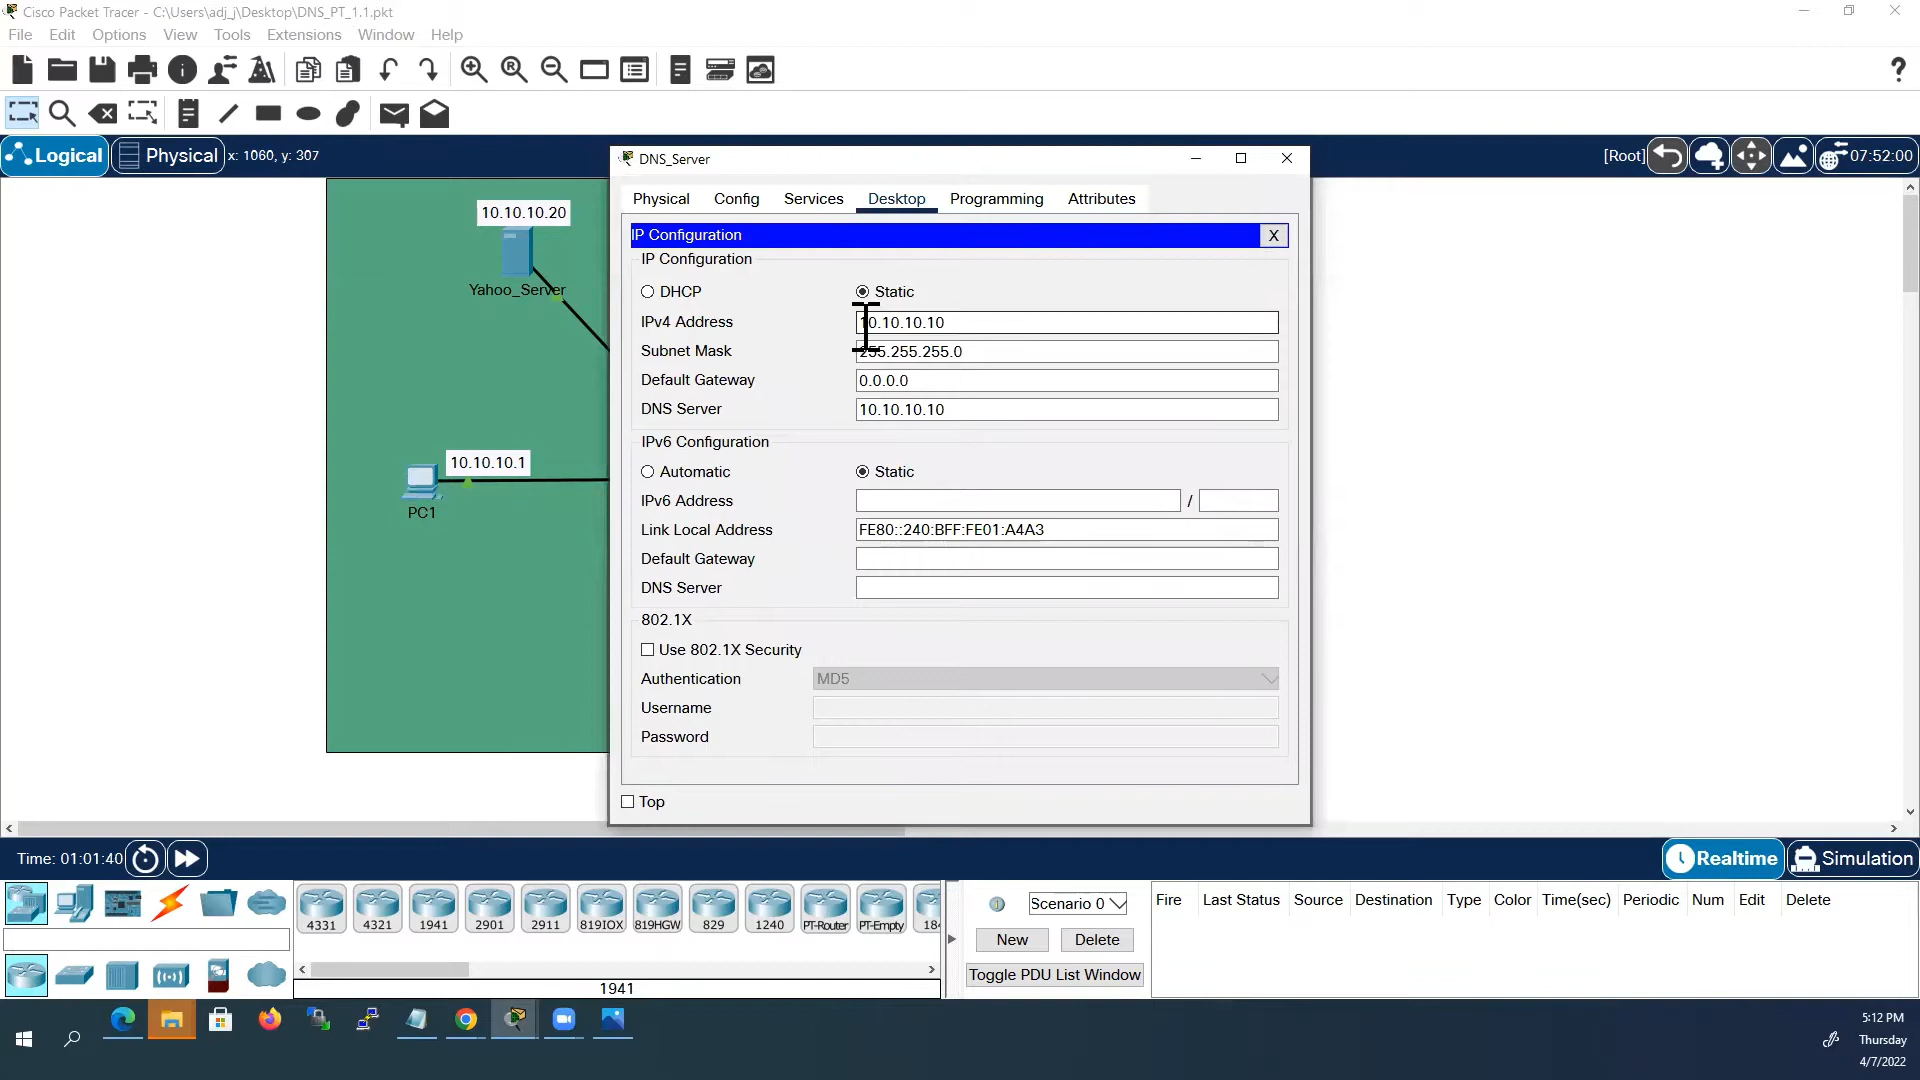 Cisco Packet Tracer - C:\Users\adj_j\Desktop\DNS_PT_1.1.pkt
File Edit Options View Tools Extensions Window Help
Logical Physical x: 1060, y: 307 [Root] 07:52:00
DNS_Server
Physical Config Services Desktop Programming Attributes
IP Configuration X
IP Configuration
DHCP Static
IPv4 Address 10.10.10.10
Subnet Mask 255.255.255.0
Default Gateway 0.0.0.0
DNS Server 10.10.10.10
IPv6 Configuration
Automatic Static
IPv6 Address /
Link Local Address FE80::240:BFF:FE01:A4A3
Default Gateway
DNS Server
802.1X
Use 802.1X Security
Authentication MD5
Username
Password
Top
10.10.10.20
Yahoo_Server
10.10.10.1
PC1
Time: 01:01:40 Realtime Simulation
4331 4321 1941 2901 2911 819IOX 819HGW 829 1240 PT-Router PT-Empty 184
1941
Scenario 0
New Delete
Toggle PDU List Window
Fire Last Status Source Destination Type Color Time(sec) Periodic Num Edit Delete
5:12 PM
Thursday
4/7/2022